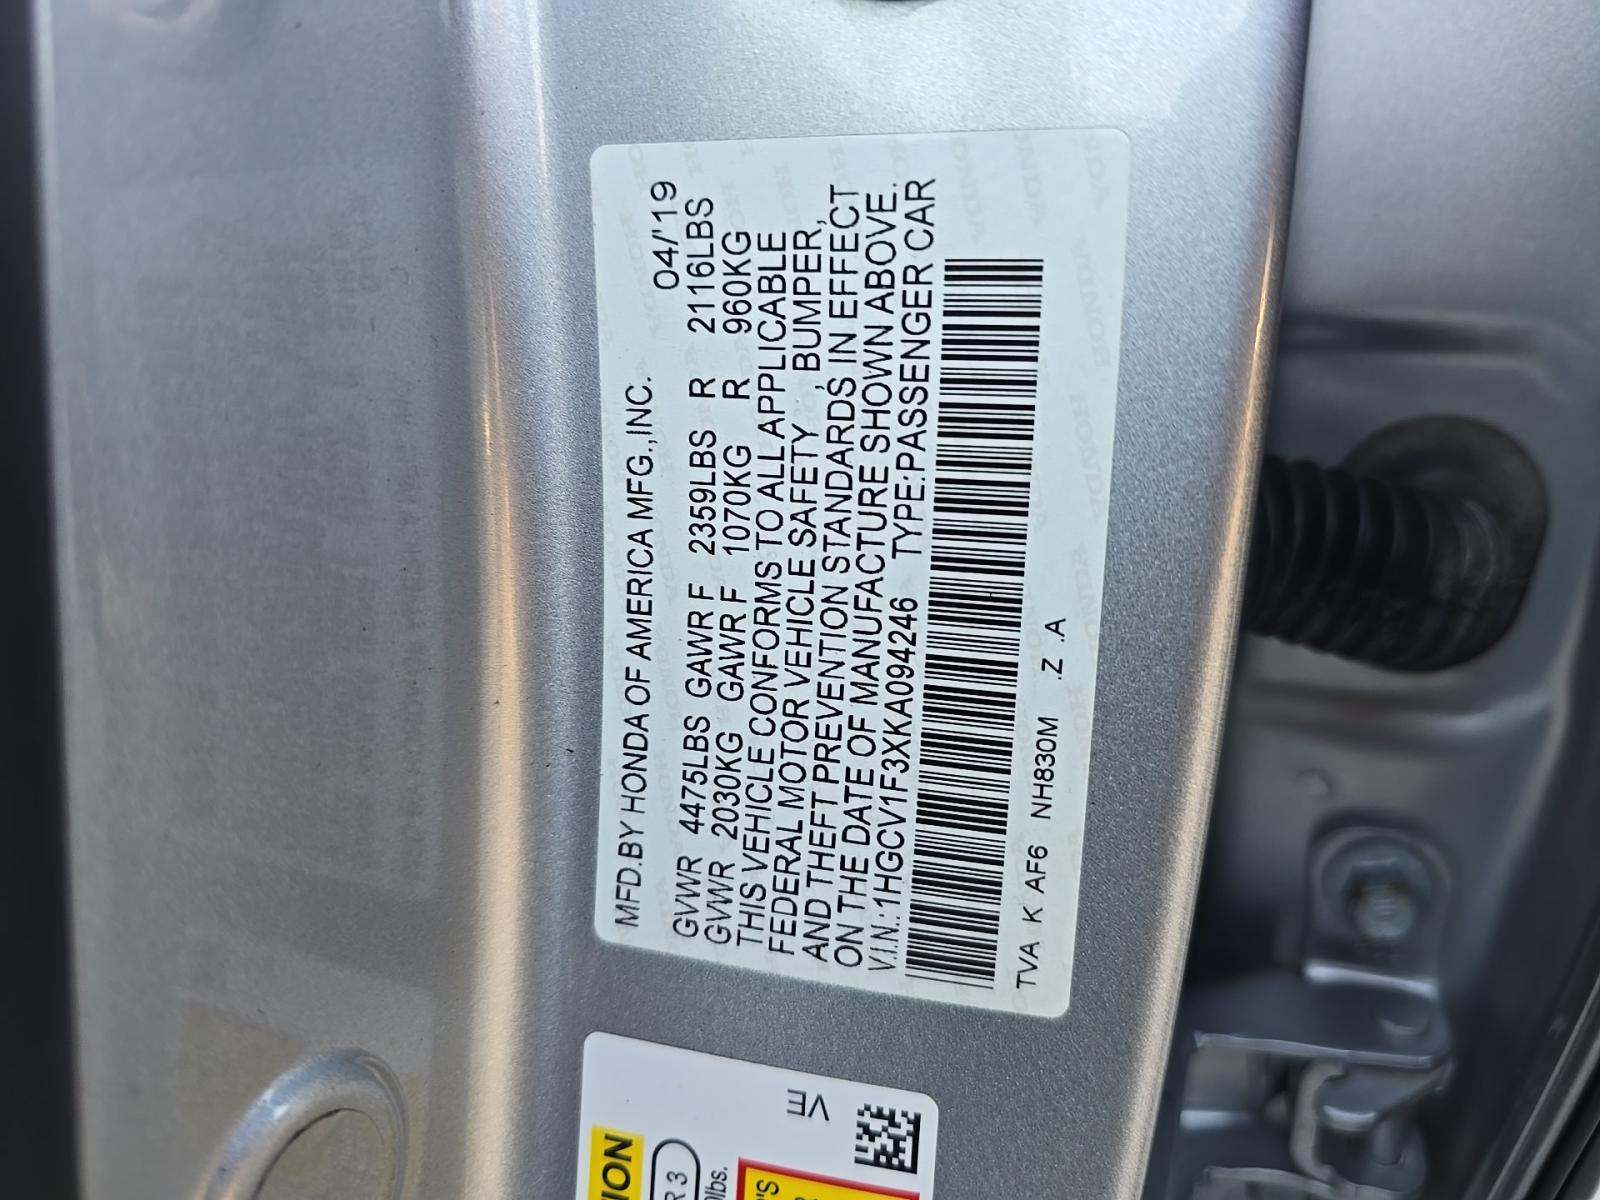 MFD.BY HONDA OF AMERICA MFG.,INC. 04/'19
GVWR 4475LBS GAWR F 2359LBS R 2116LBS
GVWR 2030KG GAWR F 1070KG R 960KG
THIS VEHICLE CONFORMS TO ALL APPLICABLE
FEDERAL MOTOR VEHICLE SAFETY , BUMPER,
AND THEFT PREVENTION STANDARDS IN EFFECT
ON THE DATE OF MANUFACTURE SHOWN ABOVE.
V.I.N.:1HGCV1F3XKA094246 TYPE:PASSENGER CAR
TVA K AF6 NH830M .Z .A
VE